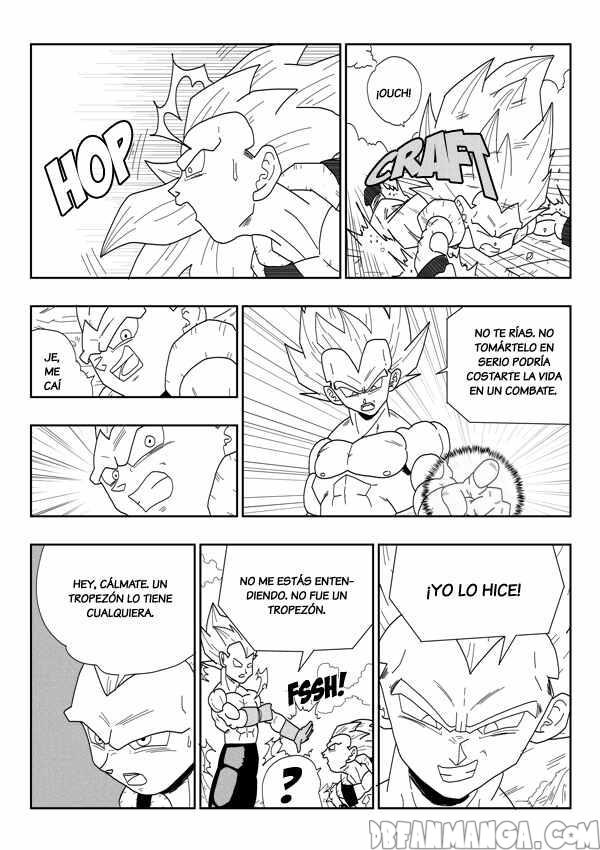 HOP
¡OUCH!
CRAFT
JE,
ME
CAÍ
NO TE RÍAS. NO
TOMÁRTELO EN
SERIO PODRÍA
COSTARTE LA VIDA
EN UN COMBATE.
HEY, CÁLMATE. UN
TROPEZÓN LO TIENE
CUALQUIERA.
NO ME ESTÁS ENTEN-
DIENDO. NO FUE UN
TROPEZÓN.
FSSH!
?
¡YO LO HICE!
DBFANMANGA.COM